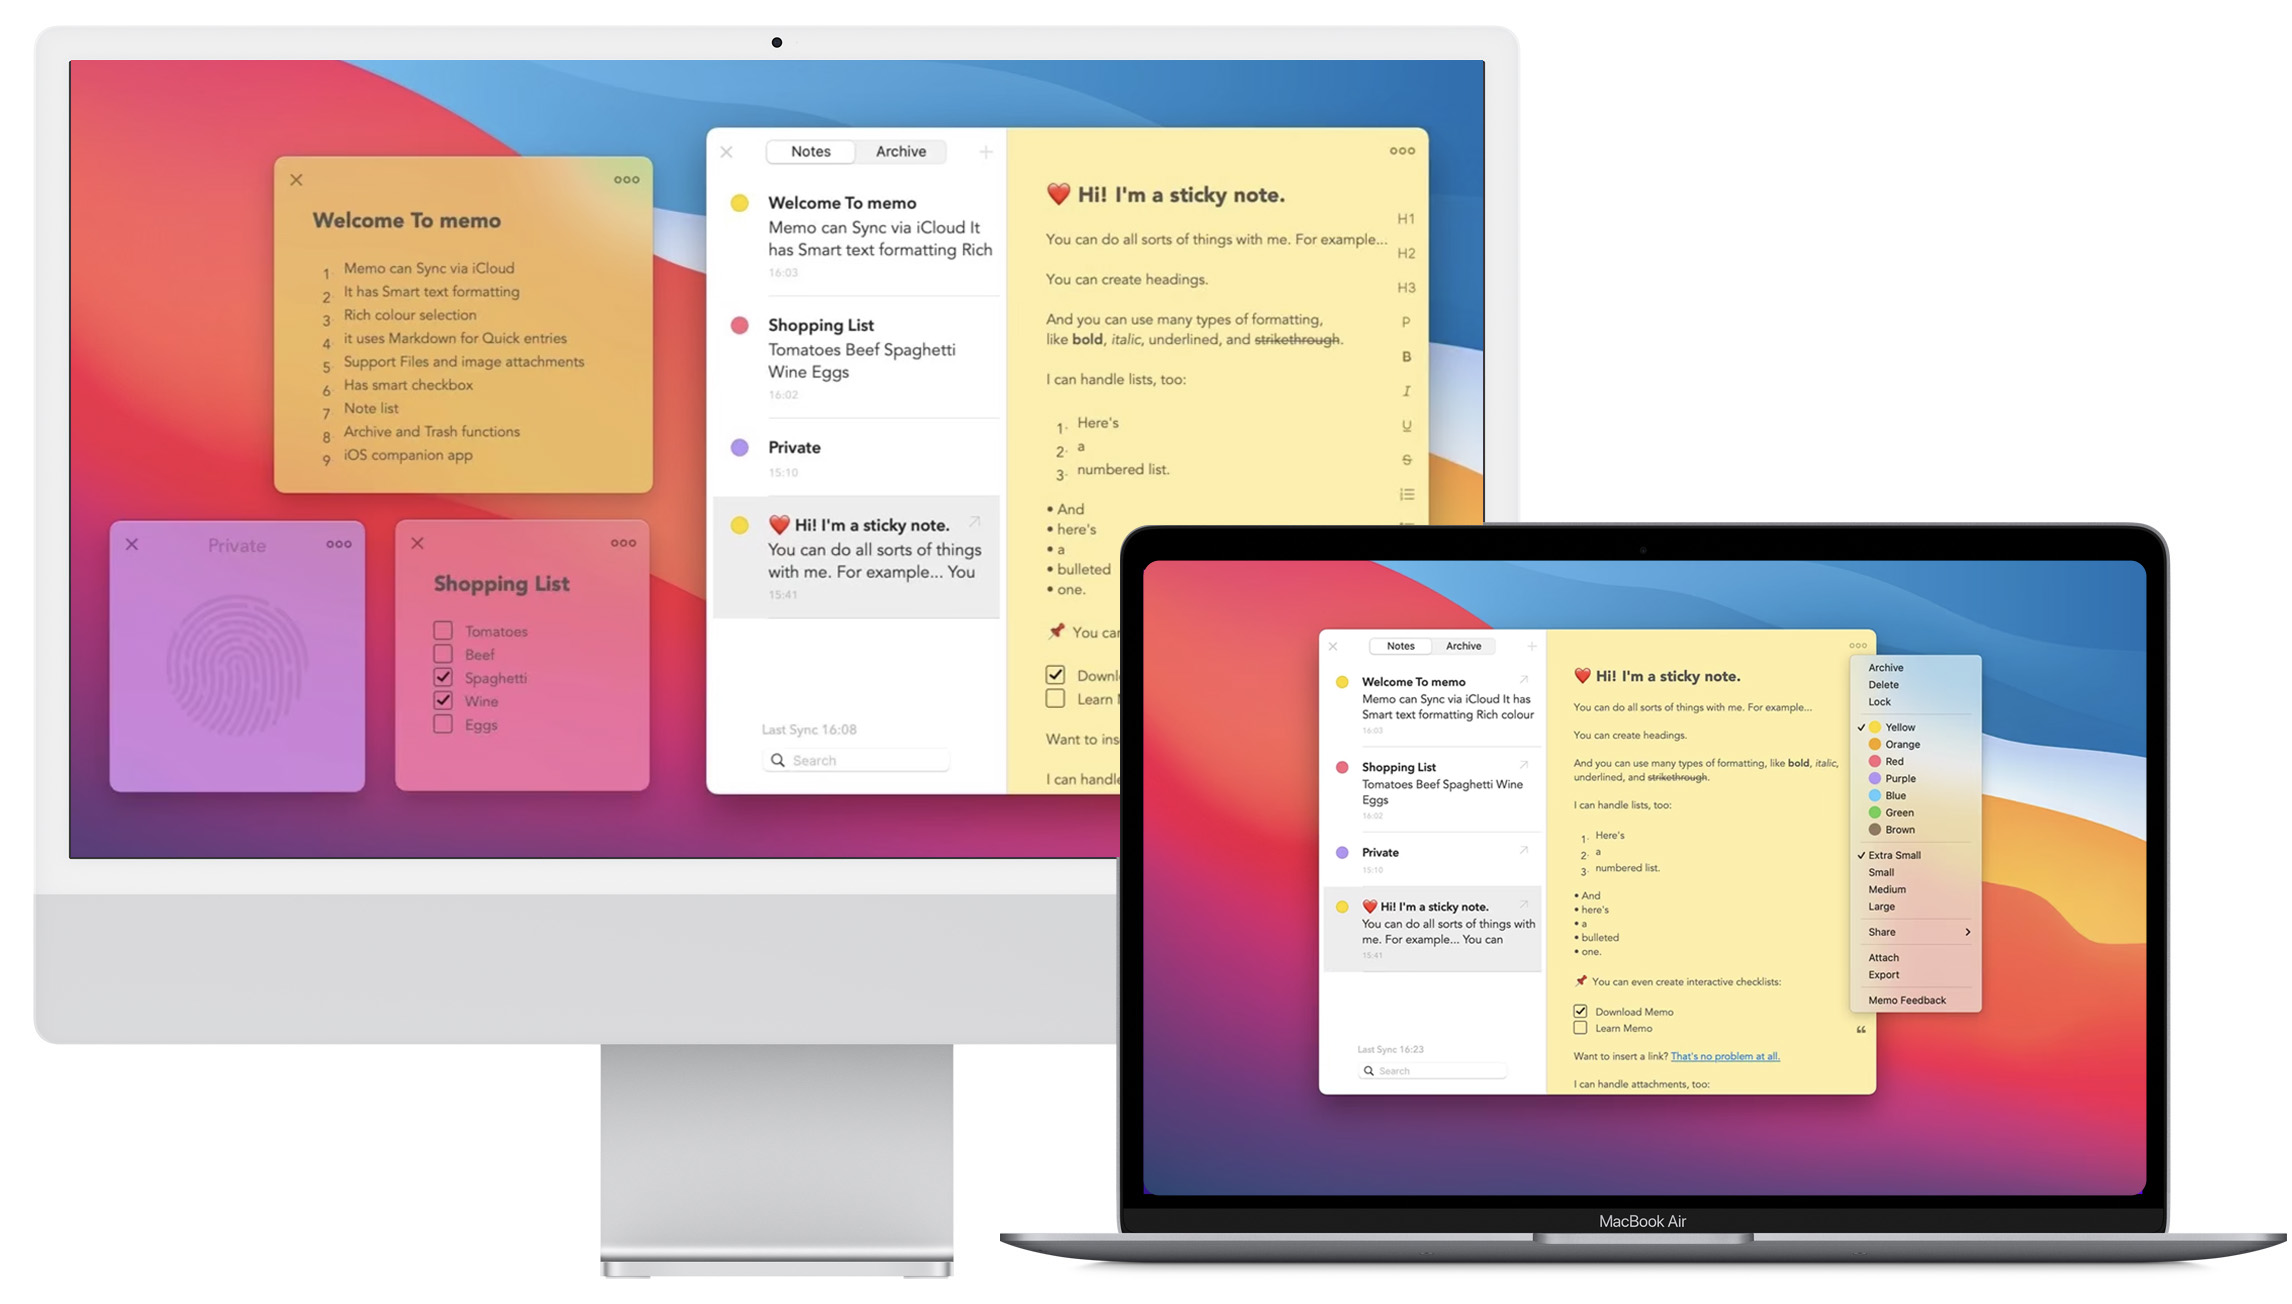 Welcome To memo
1 Memo can Sync via iCloud
2 It has Smart text formatting
3 Rich colour selection
4 it uses Markdown for Quick entries
5 Support Files and image attachments
6 Has smart checkbox
7 Note list
8 Archive and Trash functions
9 iOS companion app
Private
Shopping List
Tomatoes
Beef
Spaghetti
Wine
Eggs
Notes Archive
Welcome To memo
Memo can Sync via iCloud It
has Smart text formatting Rich
16:03
Shopping List
Tomatoes Beef Spaghetti
Wine Eggs
16:02
Private
15:10
❤️ Hi! I'm a sticky note.
You can do all sorts of things
with me. For example... You
15:41
Last Sync 16:08
Search
❤️ Hi! I'm a sticky note.
You can do all sorts of things with me. For example...
You can create headings.
And you can use many types of formatting,
like bold, italic, underlined, and strikethrough.
I can handle lists, too:
1. Here's
2. a
3. numbered list.
• And
• here's
• a
• bulleted
• one.
📌 You
Learn
Want to
I can handle
H1
H2
H3
P
B
I
U
S
Notes Archive
Welcome To memo
Memo can Sync via iCloud It has
Smart text formatting Rich colour
16:03
Shopping List
Tomatoes Beef Spaghetti Wine
Eggs
16:02
Private
15:10
❤️ Hi! I'm a sticky note.
You can do all sorts of things with
me. For example... You can
15:41
Last Sync 16:23
Search
❤️ Hi! I'm a sticky note.
You can do all sorts of things with me. For example...
You can create headings.
And you can use many types of formatting, like bold, italic,
underlined, and strikethrough.
I can handle lists, too:
1. Here's
2. a
3. numbered list.
• And
• here's
• a
• bulleted
• one.
📌 You can even create interactive checklists:
Download Memo
Learn Memo
Want to insert a link? That's no problem at all.
I can handle attachments, too:
Archive
Delete
Lock
✓ Yellow
Orange
Red
Purple
Blue
Green
Brown
✓ Extra Small
Small
Medium
Large
Share
Attach
Export
Memo Feedback
MacBook Air